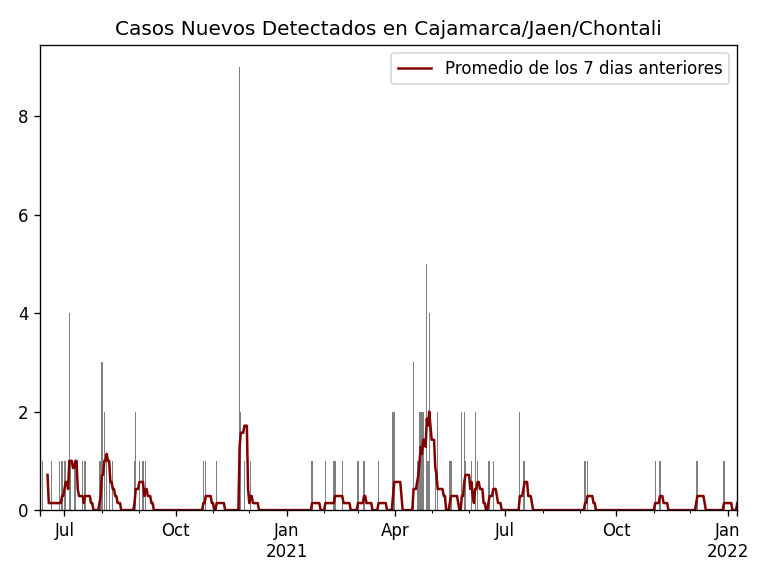 Casos Nuevos Detectados en Cajamarca/Jaen/Chontali
Promedio de los 7 dias anteriores
8
6
4
2
0
Jul Oct Jan Apr Jul Oct Jan
2021 2022